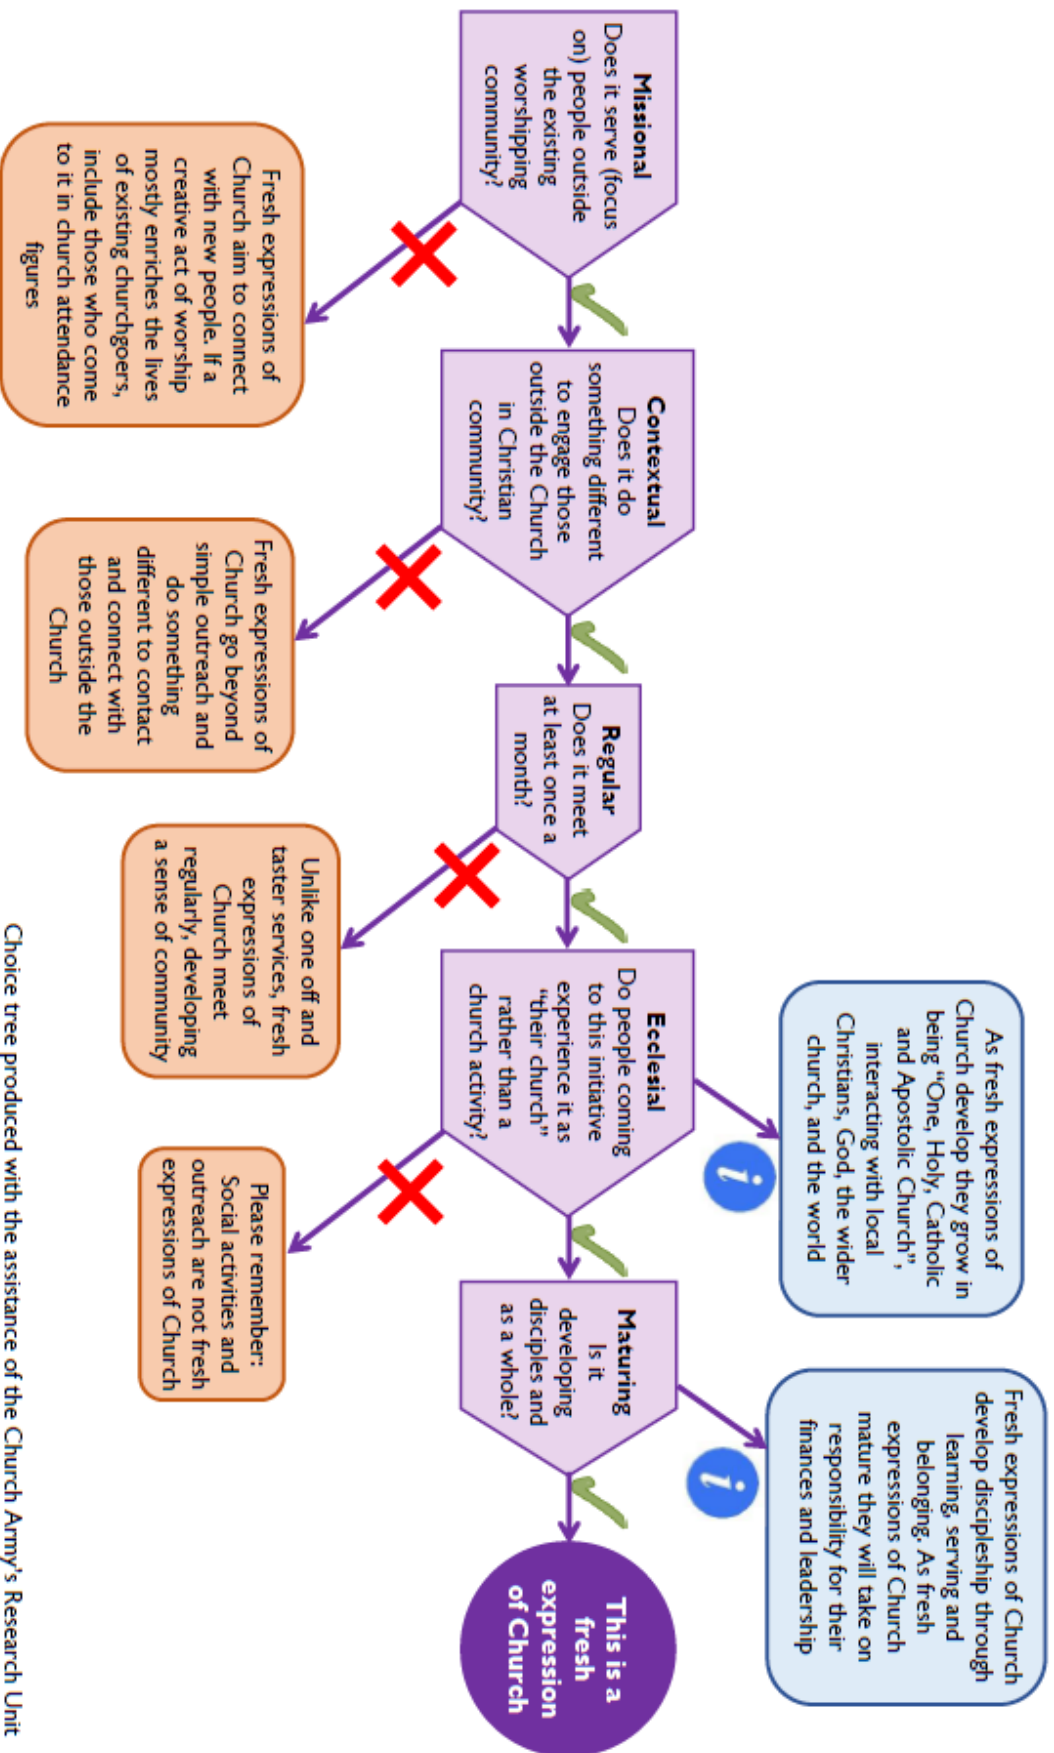 As fresh expressions of
Church develop they grow in
being “One, Holy, Catholic
and Apostolic Church”,
interacting with local
Christians, God, the wider
church, and the world
Fresh expressions of Church
develop discipleship through
learning, serving and
belonging. As fresh
expressions of Church
mature they will take on
responsibility for their
finances and leadership
Missional
Does it serve (focus
on) people outside
the existing
worshipping
community?
Contextual
Does it do
something different
to engage those
outside the Church
in Christian
community?
Regular
Does it meet
at least once a
month?
Ecclesial
Do people coming
to this initiative
experience it as
“their church”
rather than a
church activity?
Maturing
Is it
developing
disciples and
as a whole?
This is a
fresh
expression
of Church
Fresh expressions of
Church aim to connect
with new people. If a
creative act of worship
mostly enriches the lives
of existing churchgoers,
include those who come
to it in church attendance
figures
Fresh expressions of
Church go beyond
simple outreach and
do something
different to contact
and connect with
those outside the
Church
Unlike one off and
taster services, fresh
expressions of
Church meet
regularly, developing
a sense of community
Please remember:
Social activities and
outreach are not fresh
expressions of Church
i
i
Choice tree produced with the assistance of the Church Army's Research Unit